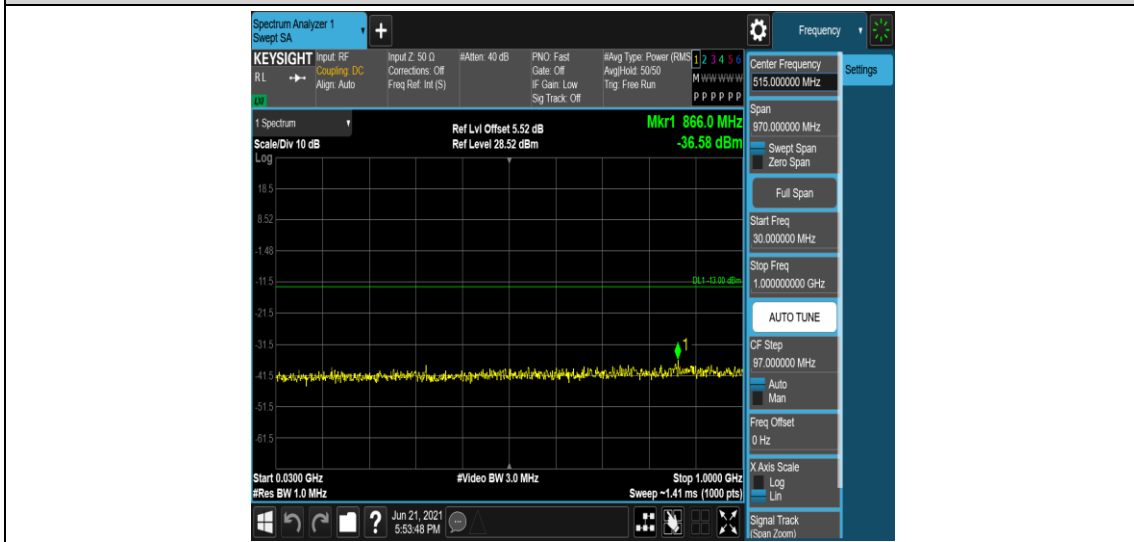 Spectrum Analyzer 1
Swept SA
+
Frequency
KEYSIGHT
RL
Input: RF
Coupling: DC
Align: Auto
Input Z: 50 Ω
Corrections: Off
Freq Ref: Int (S)
#Atten: 40 dB
PNO: Fast
Gate: Off
IF Gain: Low
Sig Track: Off
#Avg Type: Power (RMS
Avg|Hold: 50/50
Trig: Free Run
1 2 3 4 5 6
M W W W W W
P P P P P P
1 Spectrum
Scale/Div 10 dB
Log
Ref Lvl Offset 5.52 dB
Ref Level 28.52 dBm
Mkr1 866.0 MHz
-36.58 dBm
18.5
8.52
-1.48
-11.5
DL1 -13.00 dBm
-21.5
-31.5
1
-41.5
-51.5
-61.5
Start 0.0300 GHz
#Res BW 1.0 MHz
#Video BW 3.0 MHz
Stop 1.0000 GHz
Sweep ~1.41 ms (1000 pts)
?
Jun 21, 2021
5:53:48 PM
Center Frequency
515.000000 MHz
Settings
Span
970.000000 MHz
Swept Span
Zero Span
Full Span
Start Freq
30.000000 MHz
Stop Freq
1.000000000 GHz
AUTO TUNE
CF Step
97.000000 MHz
Auto
Man
Freq Offset
0 Hz
X Axis Scale
Log
Lin
Signal Track
(Span Zoom)